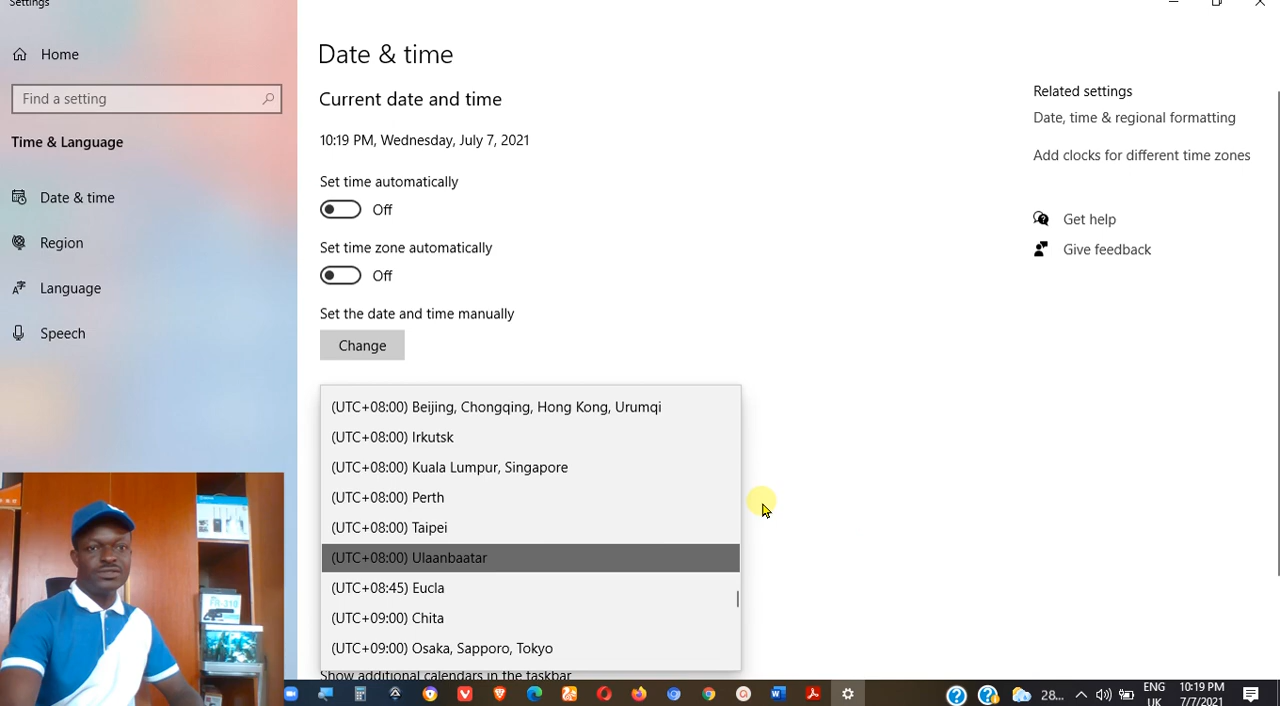 Settings
Home
Find a setting
Time & Language
Date & time
Region
Language
Speech
Date & time
Current date and time
10:19 PM, Wednesday, July 7, 2021
Set time automatically
Off
Set time zone automatically
Off
Set the date and time manually
Change
(UTC+08:00) Beijing, Chongqing, Hong Kong, Urumqi
(UTC+08:00) Irkutsk
(UTC+08:00) Kuala Lumpur, Singapore
(UTC+08:00) Perth
(UTC+08:00) Taipei
(UTC+08:00) Ulaanbaatar
(UTC+08:45) Eucla
(UTC+09:00) Chita
(UTC+09:00) Osaka, Sapporo, Tokyo
Show additional calendars in the taskbar
Related settings
Date, time & regional formatting
Add clocks for different time zones
Get help
Give feedback
FR-310
28...
ENG
UK
10:19 PM
7/7/2021